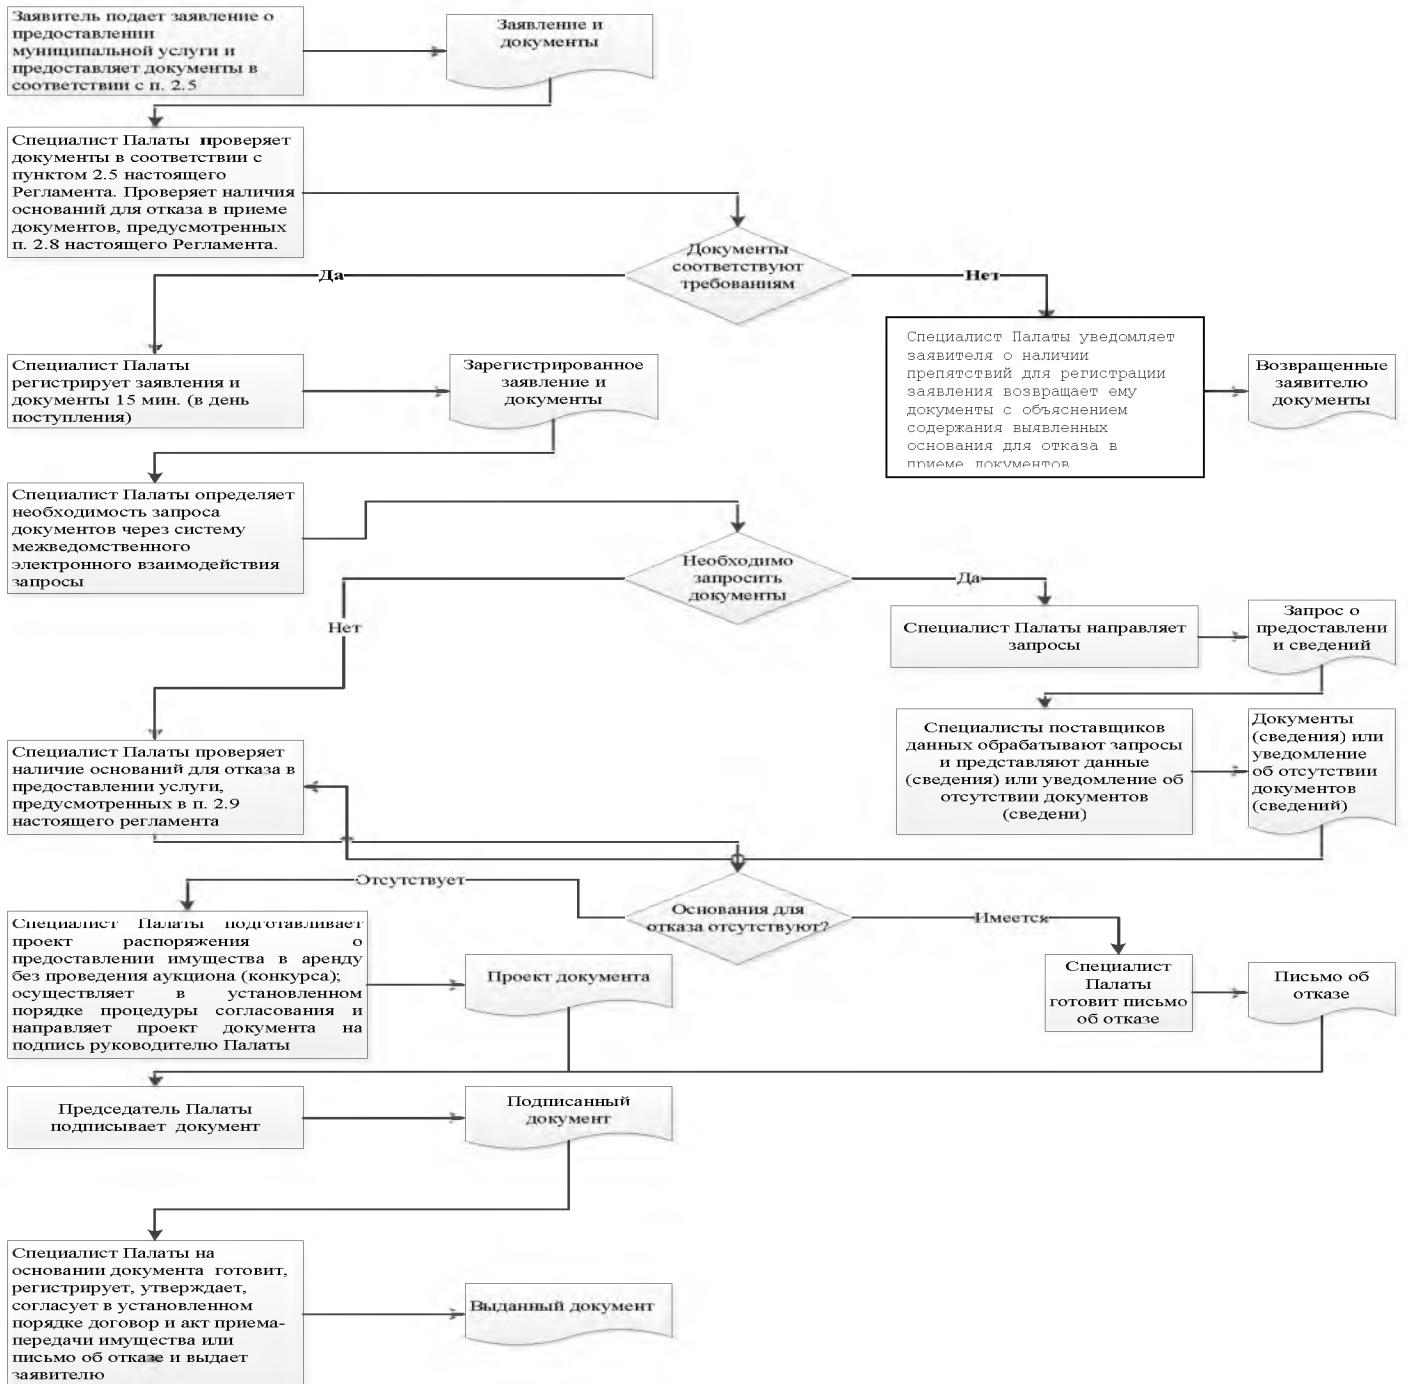 Заявитель подает заявление о
предоставлении
муниципальной услуги и
предоставляет документы в
соответствии с п. 2.5
Заявление и
документы
Специалист Палаты проверяет
документы в соответствии с
пунктом 2.5 настоящего
Регламента. Проверяет наличия
оснований для отказа в приеме
документов, предусмотренных
п. 2.8 настоящего Регламента.
Документы
соответствуют
требованиям
Да
Нет
Специалист Палаты
регистрирует заявления и
документы 15 мин. (в день
поступления)
Зарегистрированное
заявление и
документы
Специалист Палаты уведомляет
заявителя о наличии
препятствий для регистрации
заявления возвращает ему
документы с объяснением
содержания выявленных
основания для отказа в
приеме документов
Возвращенные
заявителю
документы
Специалист Палаты определяет
необходимость запроса
документов через систему
межведомственного
электронного взаимодействия
запросы
Необходимо
запросить
документы
Да
Нет
Специалист Палаты направляет
запросы
Запрос о
предоставлени
и сведений
Специалисты поставщиков
данных обрабатывают запросы
и представляют данные
(сведения) или уведомление об
отсутствии документов
(сведени)
Документы
(сведения) или
уведомление
об отсутствии
документов
(сведений)
Специалист Палаты проверяет
наличие оснований для отказа в
предоставлении услуги,
предусмотренных в п. 2.9
настоящего регламента
Отсутствует
Основания для
отказа отсутствуют?
Имеется
Специалист Палаты подготавливает
проект распоряжения о
предоставлении имущества в аренду
без проведения аукциона (конкурса);
осуществляет в установленном
порядке процедуры согласования и
направляет проект документа на
подпись руководителю Палаты
Проект документа
Специалист
Палаты
готовит письмо
об отказе
Письмо об
отказе
Председатель Палаты
подписывает документ
Подписанный
документ
Специалист Палаты на
основании документа готовит,
регистрирует, утверждает,
согласует в установленном
порядке договор и акт приема-
передачи имущества или
письмо об отказе и выдает
заявителю
Выданный документ